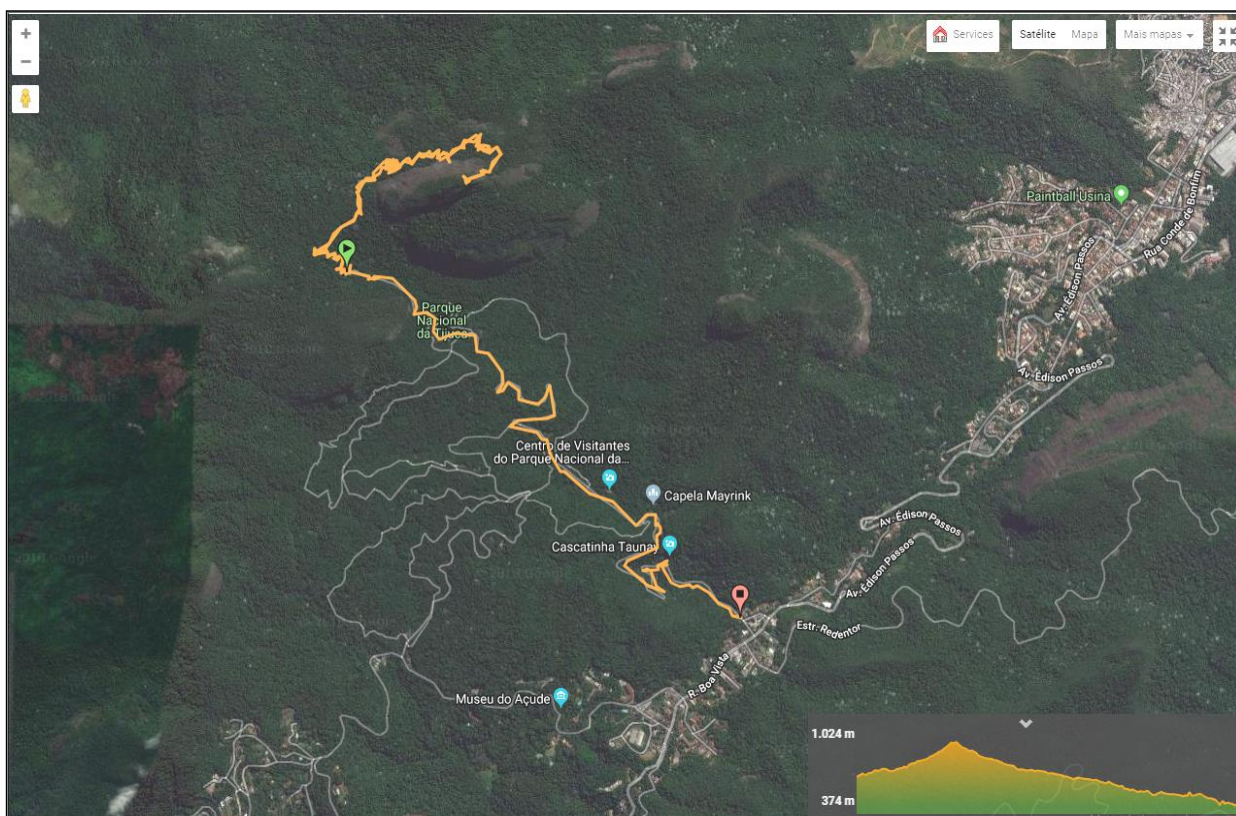 +
−
Services
Satélite
Mapa
Mais mapas
Paintball Usina
Rua Conde de Bonfim
Av. Édison Passos
Parque
Nacional
da Tijuca
Av. Édison Passos
Centro de Visitantes
do Parque Nacional da...
Capela Mayrink
Av. Édison Passos
Cascatinha Taunay
Av. Édison Passos
Estr. Redentor
R. Boa Vista
Museu do Açude
1.024 m
374 m